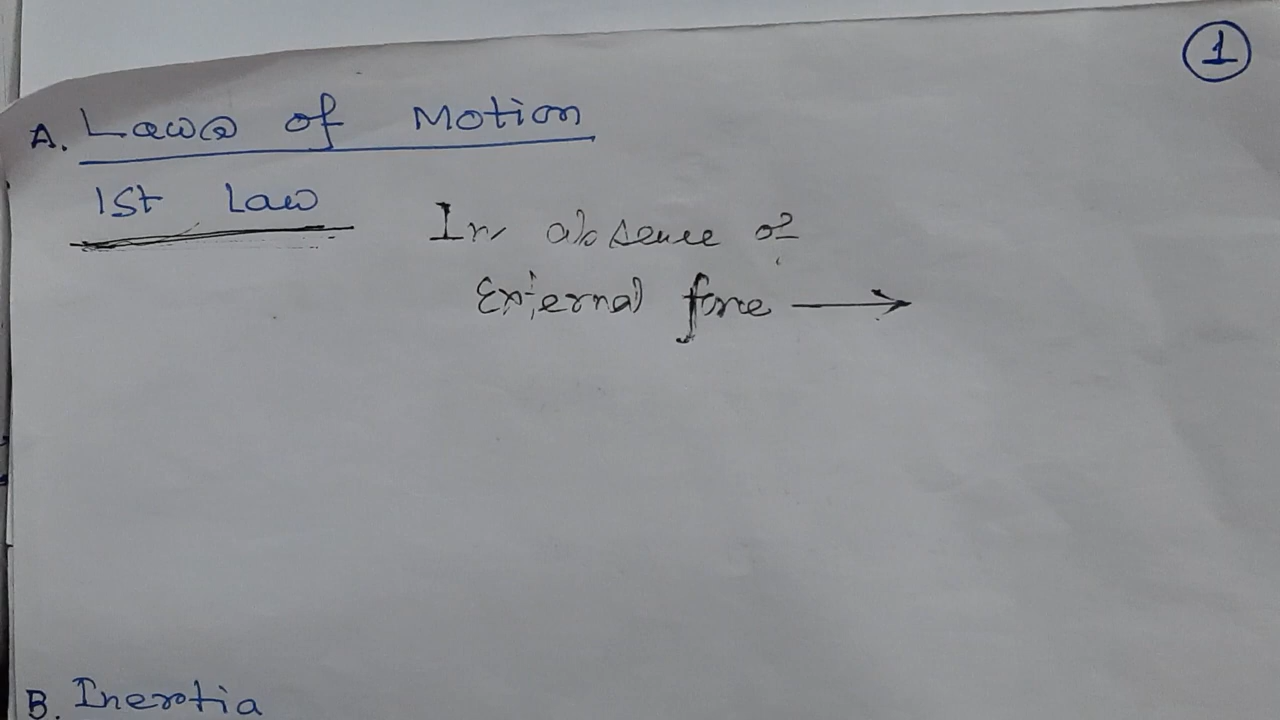 1
A. Laws of Motion
1st Law
In absence of
External force →
B. Inertia